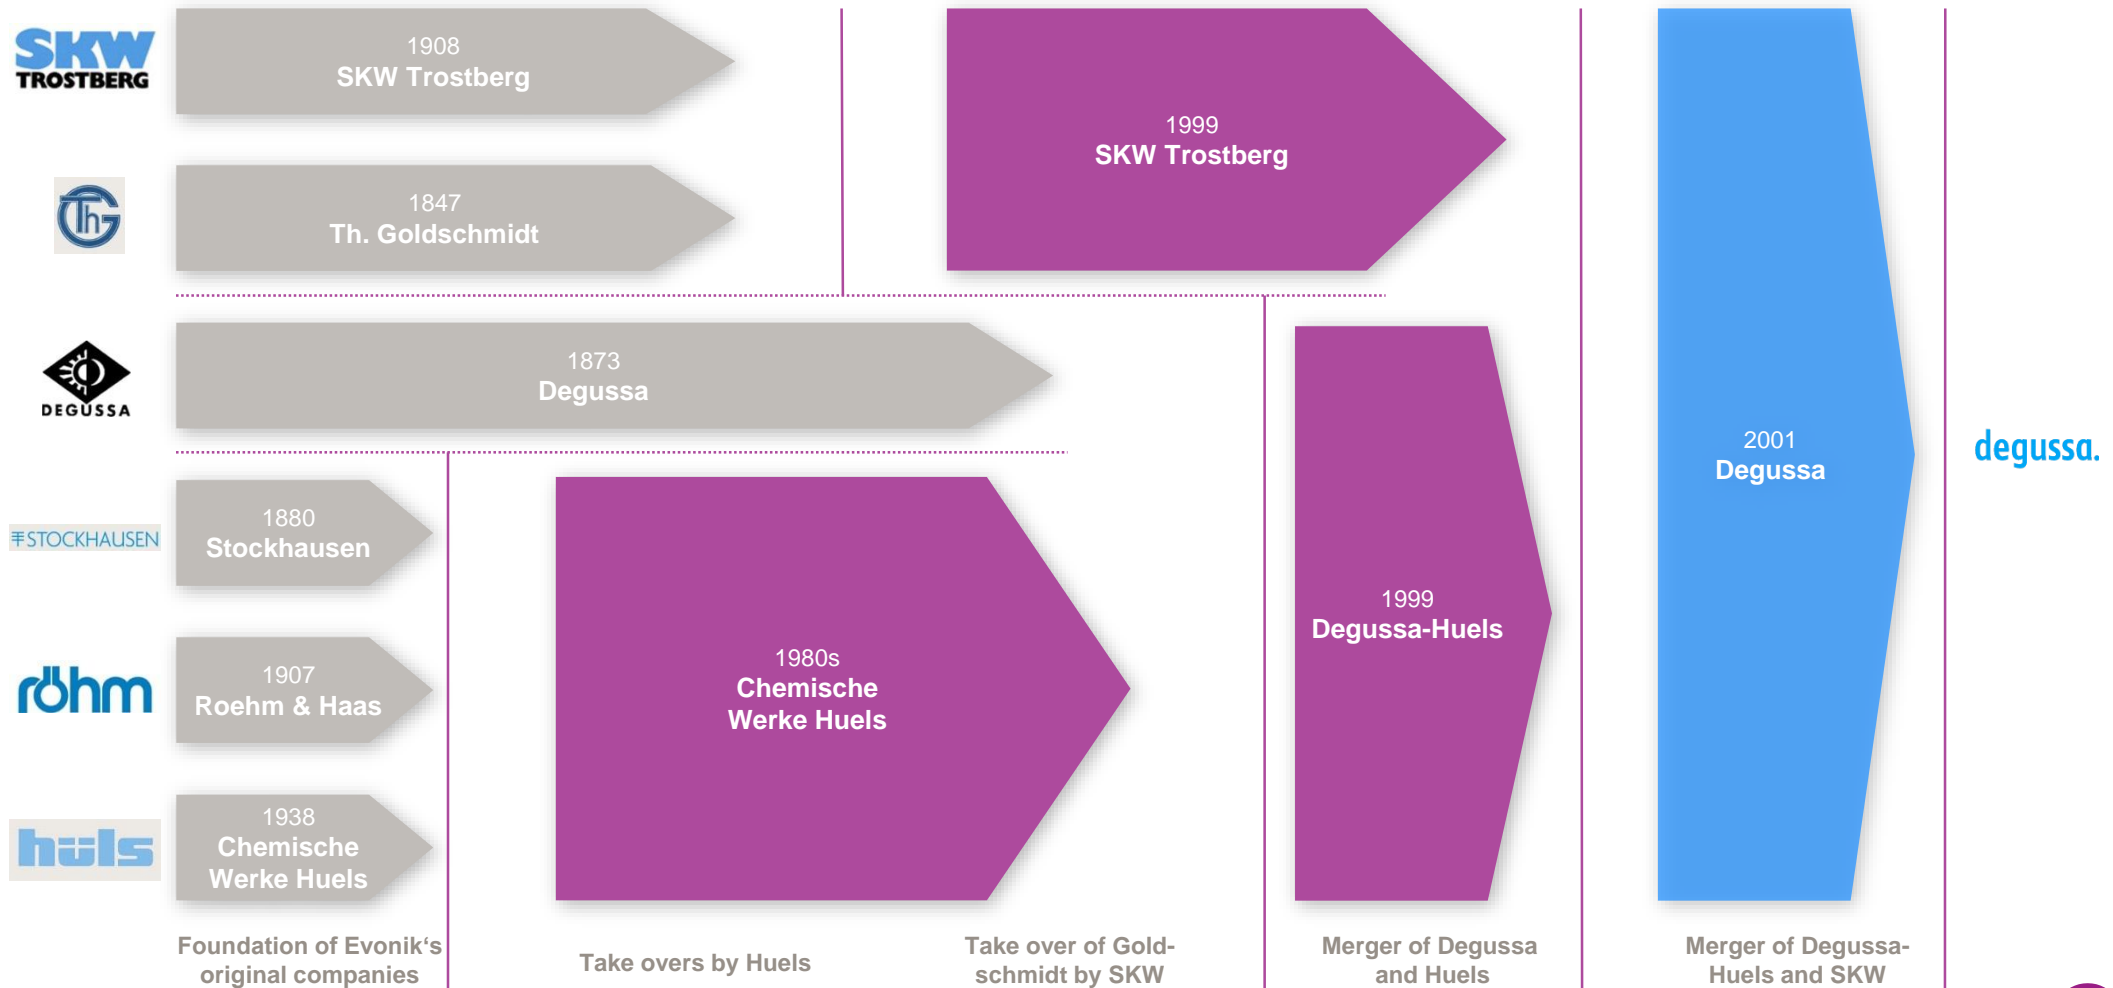 SKW
TROSTBERG
1908
SKW Trostberg
1999
SKW Trostberg
ThG
1847
Th. Goldschmidt
DEGUSSA
1873
Degussa
2001
Degussa
degussa.
STOCKHAUSEN
1880
Stockhausen
1999
Degussa-Huels
röhm
1907
Roehm & Haas
1980s
Chemische
Werke Huels
hüls
1938
Chemische
Werke Huels
Foundation of Evonik‘s
original companies
Take overs by Huels
Take over of Gold-
schmidt by SKW
Merger of Degussa
and Huels
Merger of Degussa-
Huels and SKW